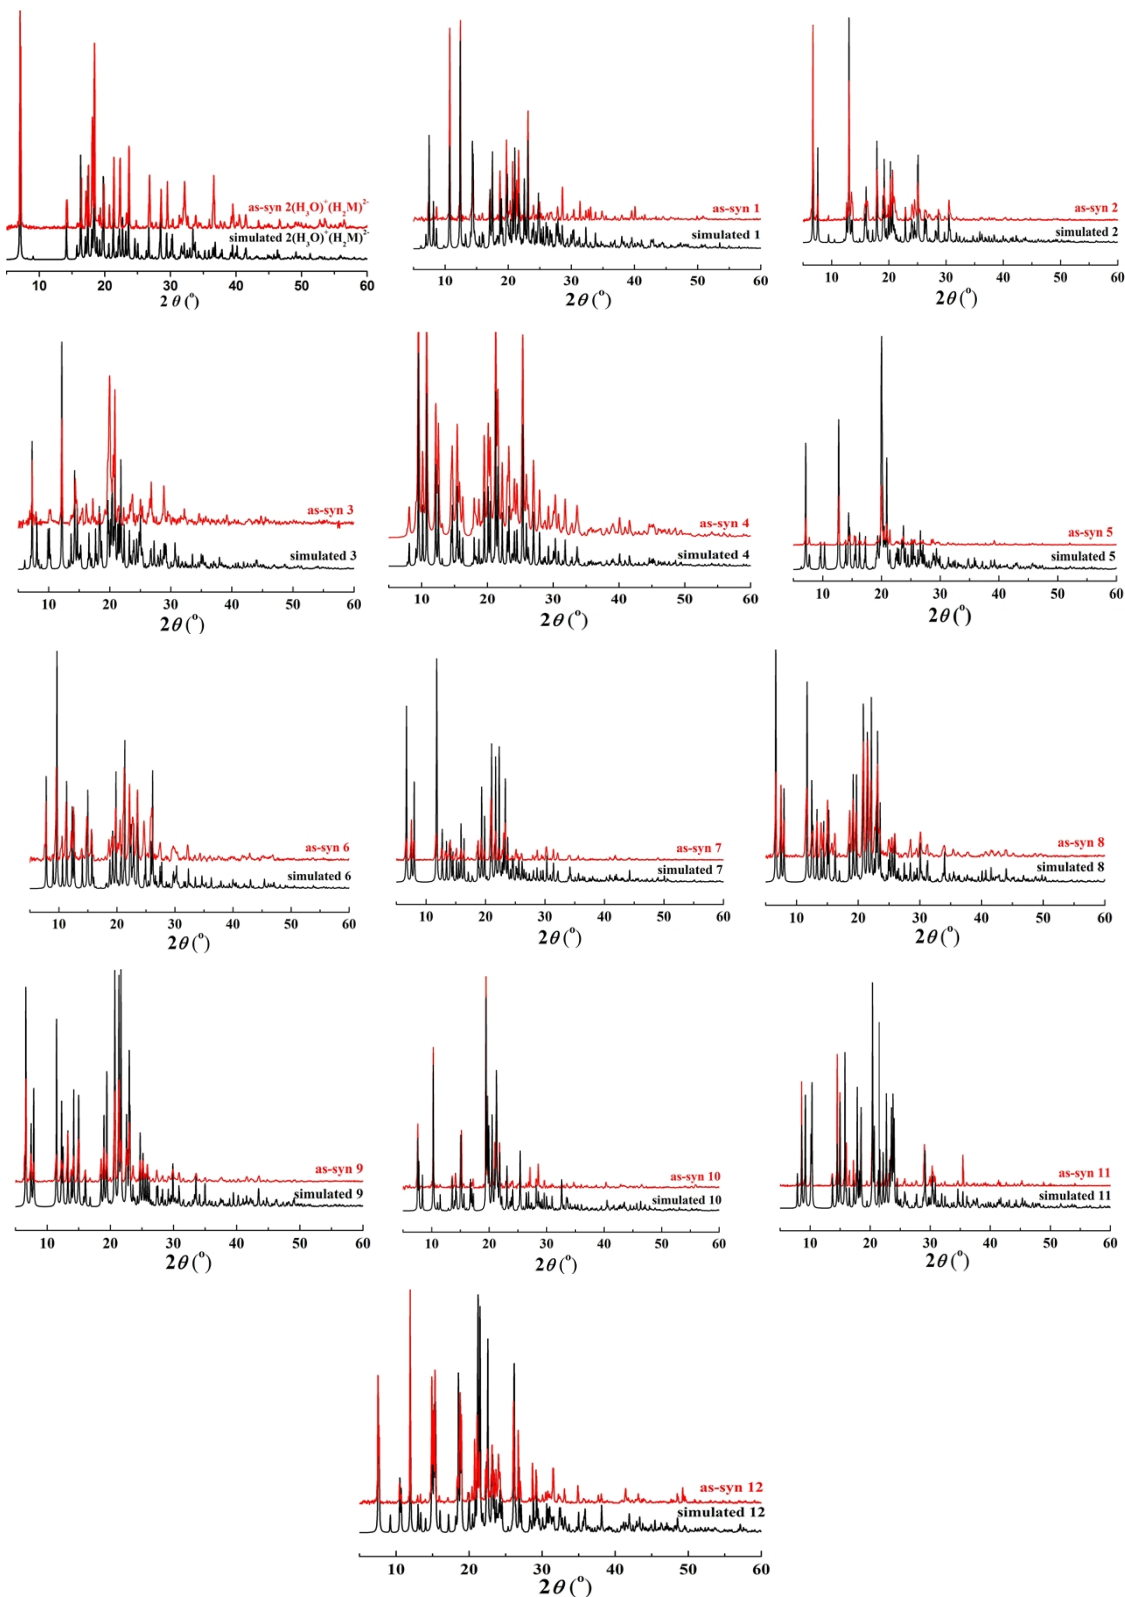 as-syn 2(H₃O)⁺(H₂M)²⁻
simulated 2(H₃O)⁺(H₂M)²⁻
10 20 30 40 50 60
2 θ (°)
as-syn 1
simulated 1
10 20 30 40 50 60
2θ (°)
as-syn 2
simulated 2
10 20 30 40 50 60
2θ (°)
as-syn 3
simulated 3
10 20 30 40 50 60
2θ (°)
as-syn 4
simulated 4
10 20 30 40 50 60
2θ (°)
as-syn 5
simulated 5
10 20 30 40 50 60
2θ (°)
as-syn 6
simulated 6
10 20 30 40 50 60
2θ (°)
as-syn 7
simulated 7
10 20 30 40 50 60
2θ (°)
as-syn 8
simulated 8
10 20 30 40 50 60
2θ (°)
as-syn 9
simulated 9
10 20 30 40 50 60
2θ (°)
as-syn 10
simulated 10
10 20 30 40 50 60
2θ (°)
as-syn 11
simulated 11
10 20 30 40 50 60
2θ (°)
as-syn 12
simulated 12
10 20 30 40 50 60
2θ (°)